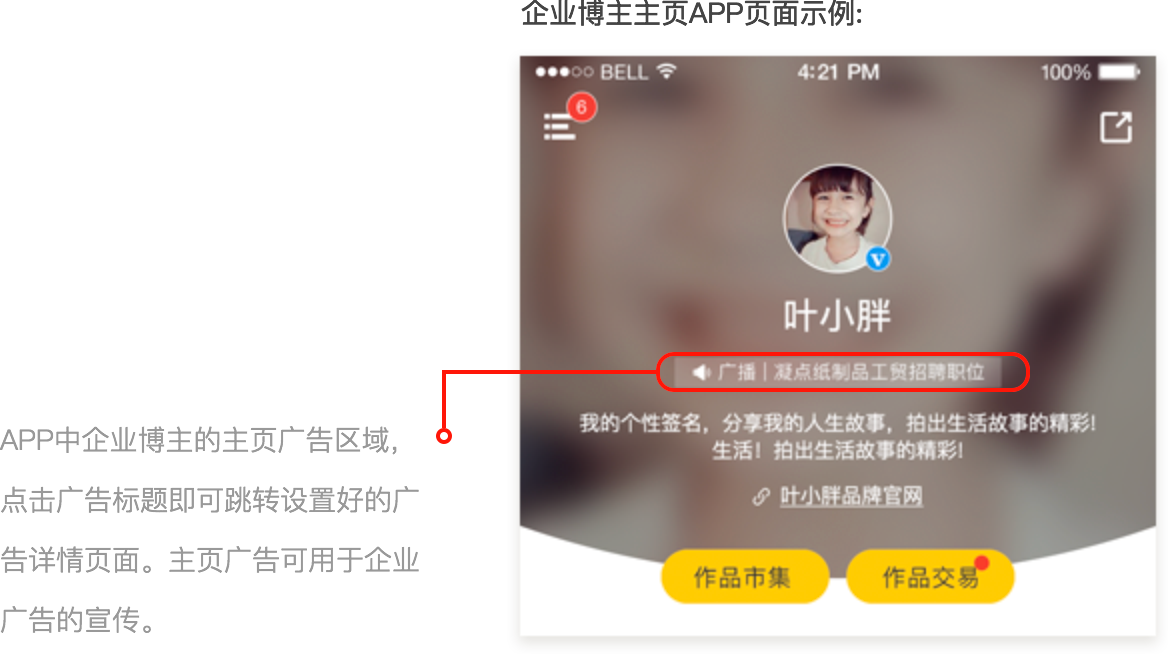 企业博主主页APP页面示例:
BELL 4:21 PM 100%
6
v
叶小胖
广播 | 凝点纸制品工贸招聘职位
我的个性签名，分享我的人生故事，拍出生活故事的精彩!
生活！拍出生活故事的精彩!
叶小胖品牌官网
作品市集 作品交易
APP中企业博主的主页广告区域，
点击广告标题即可跳转设置好的广
告详情页面。主页广告可用于企业
广告的宣传。